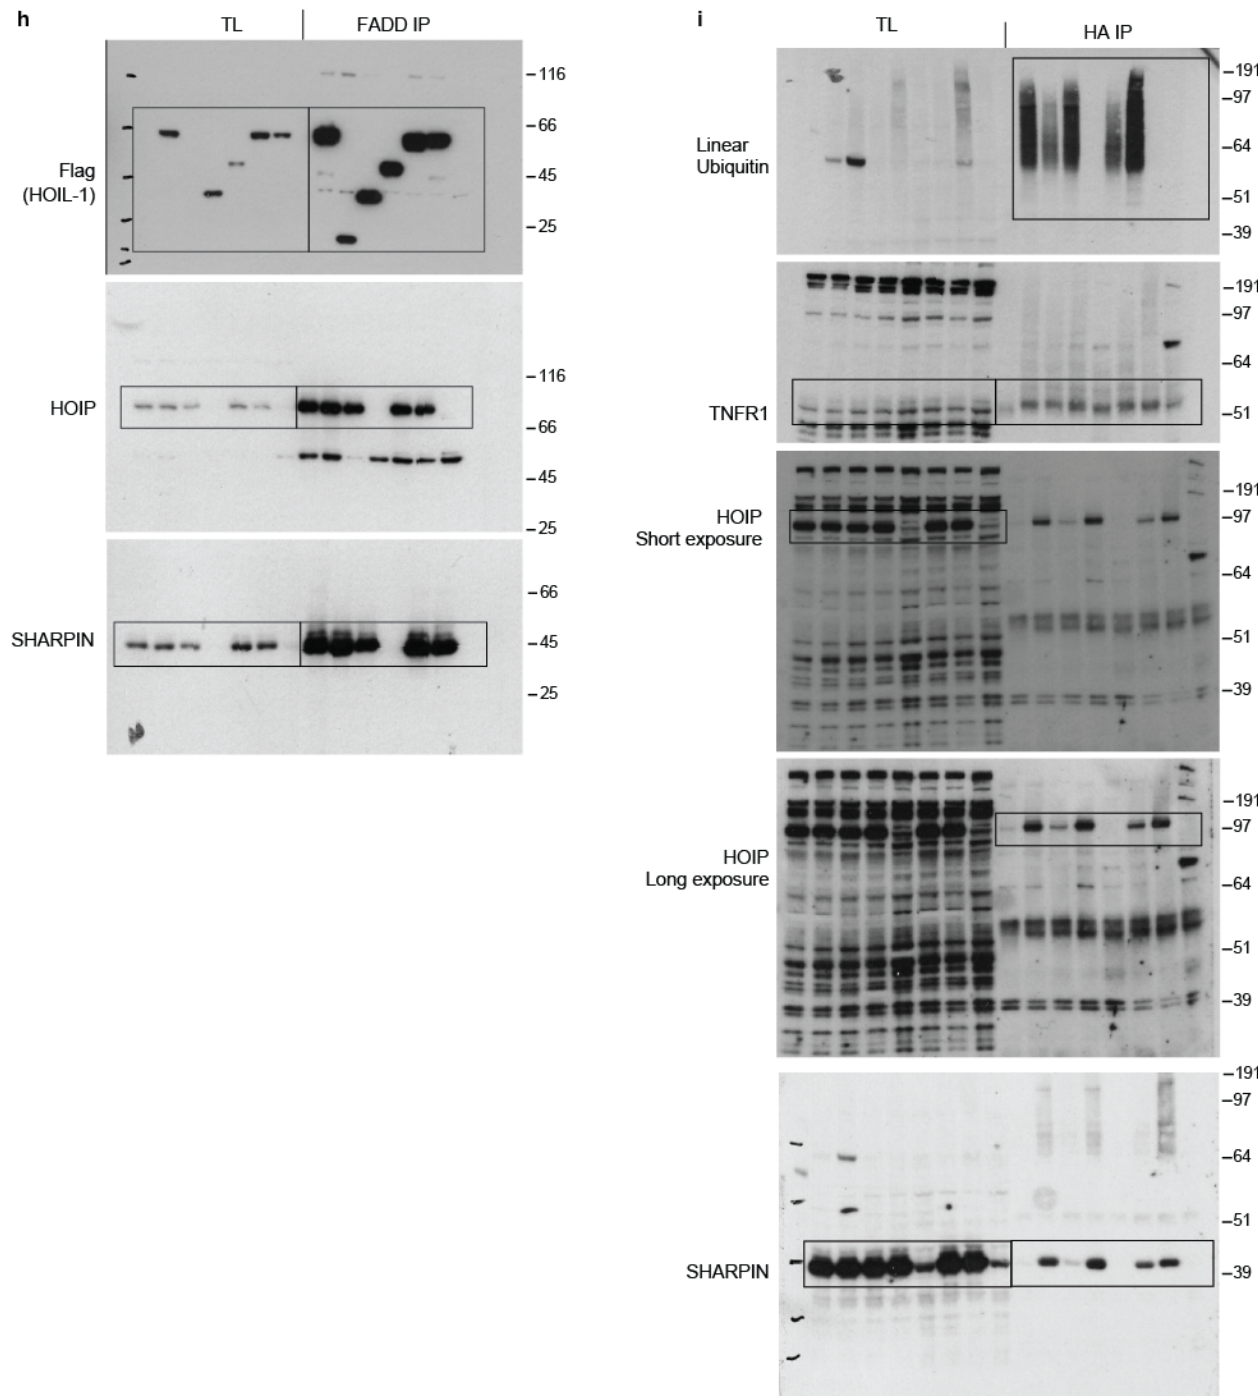 h
TL
FADD IP
Flag
(HOIL-1)
–116
–66
–45
–25
HOIP
–116
–66
–45
–25
SHARPIN
–66
–45
–25
i
TL
HA IP
Linear
Ubiquitin
–191
–97
–64
–51
–39
TNFR1
–191
–97
–64
–51
HOIP
Short exposure
–191
–97
–64
–51
–39
HOIP
Long exposure
–191
–97
–64
–51
–39
SHARPIN
–191
–97
–64
–51
–39